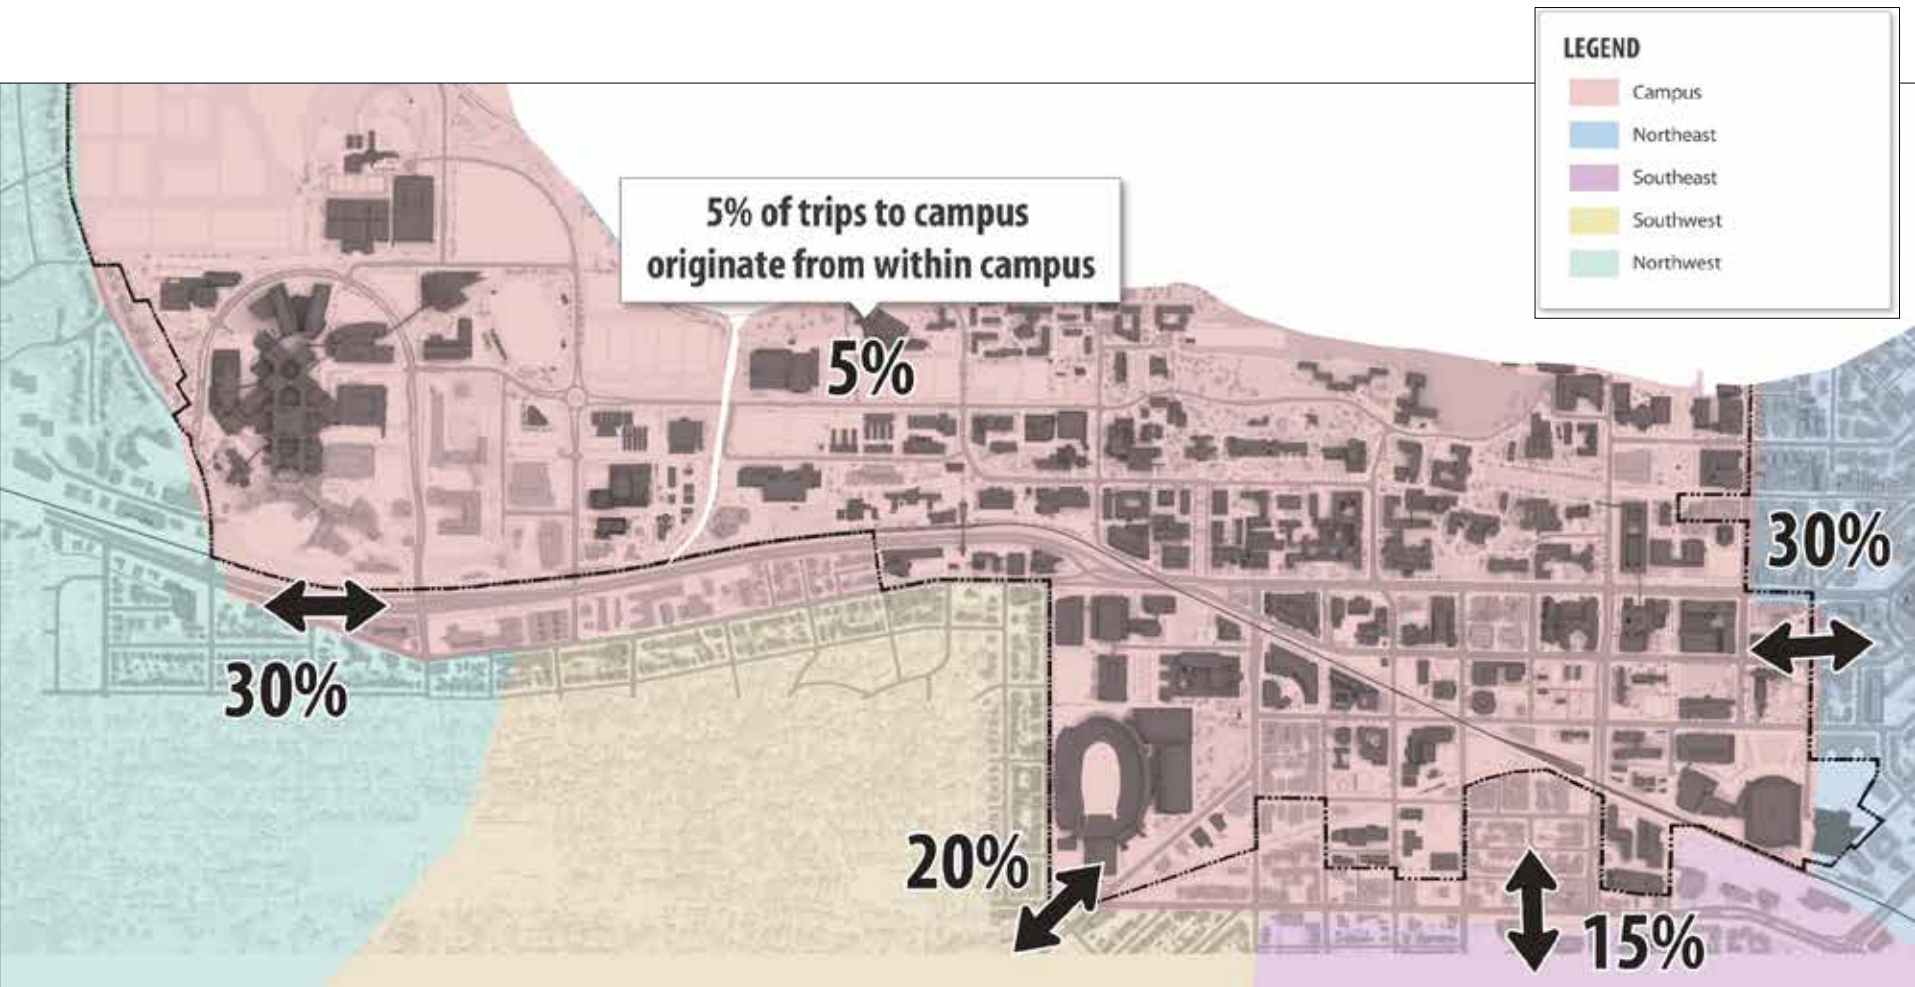 LEGEND
Campus
Northeast
Southeast
Southwest
Northwest
5% of trips to campus
originate from within campus
5%
30%
30%
20%
15%